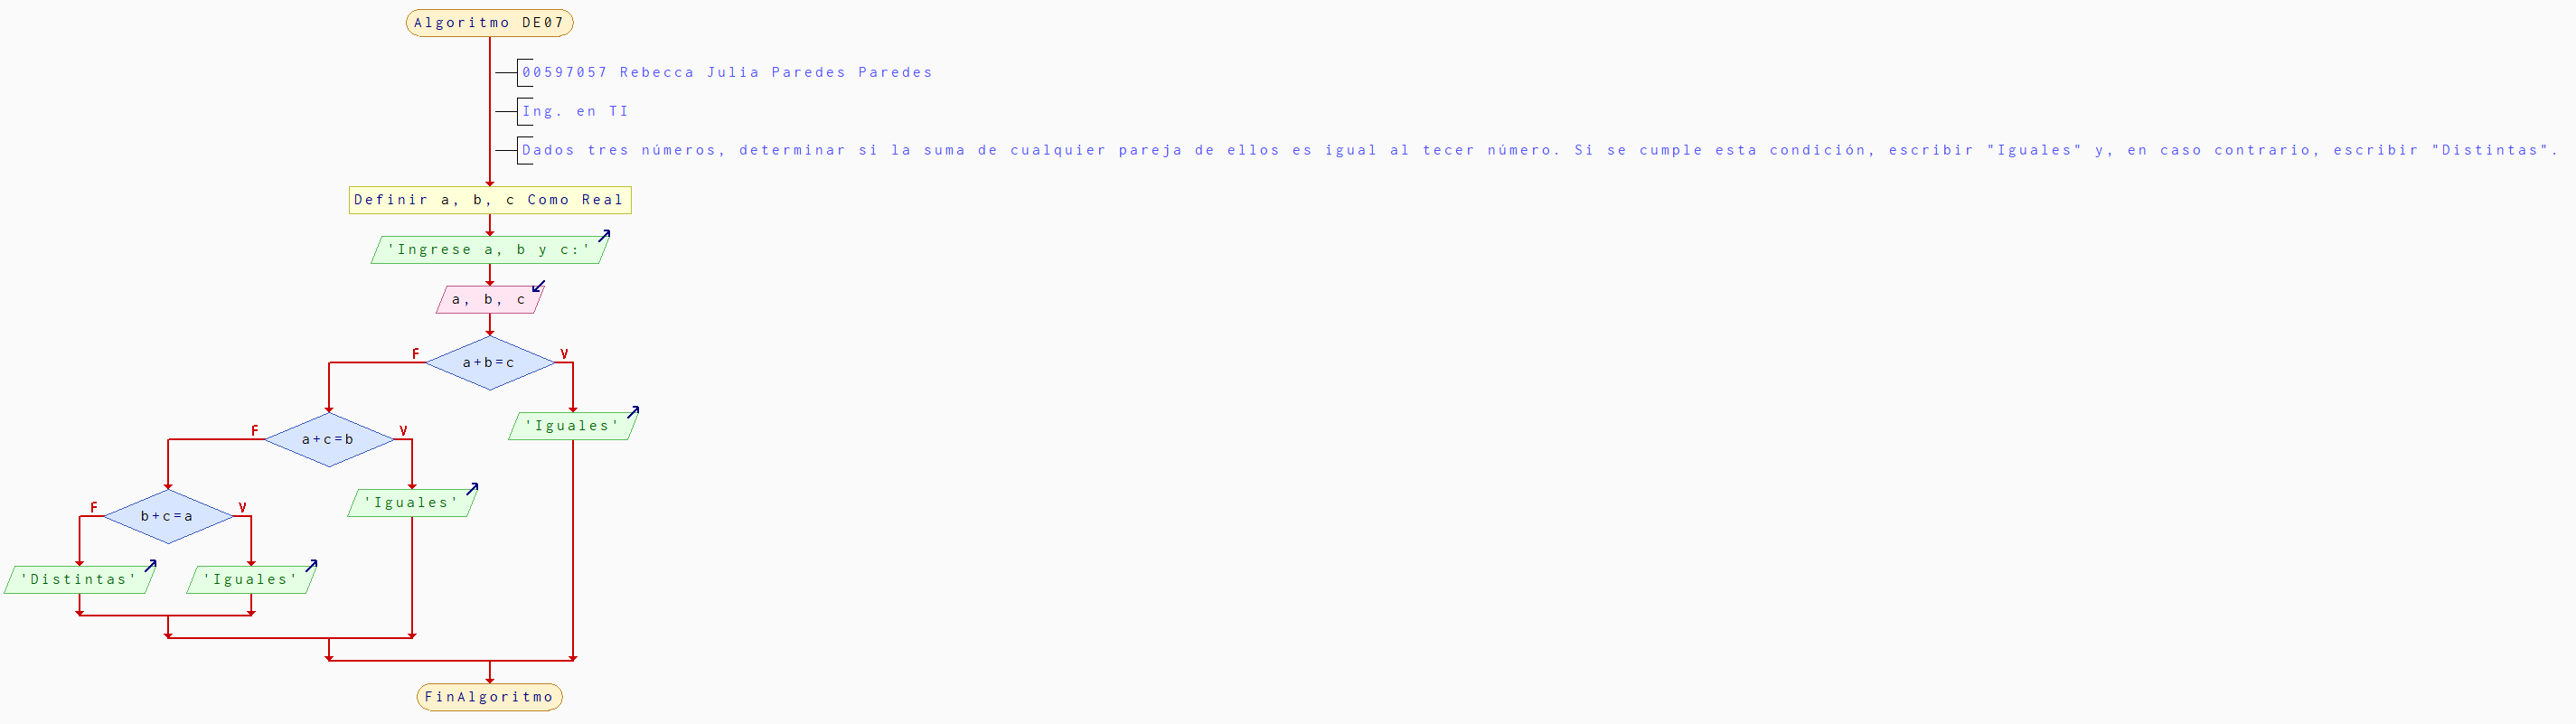 Algoritmo DE07
00597057 Rebecca Julia Paredes Paredes
Ing. en TI
Dados tres números, determinar si la suma de cualquier pareja de ellos es igual al tecer número. Si se cumple esta condición, escribir "Iguales" y, en caso contrario, escribir "Distintas".
Definir a, b, c Como Real
'Ingrese a, b y c:'
a, b, c
F
V
a+b=c
'Iguales'
F
V
a+c=b
'Iguales'
F
V
b+c=a
'Distintas'
'Iguales'
FinAlgoritmo